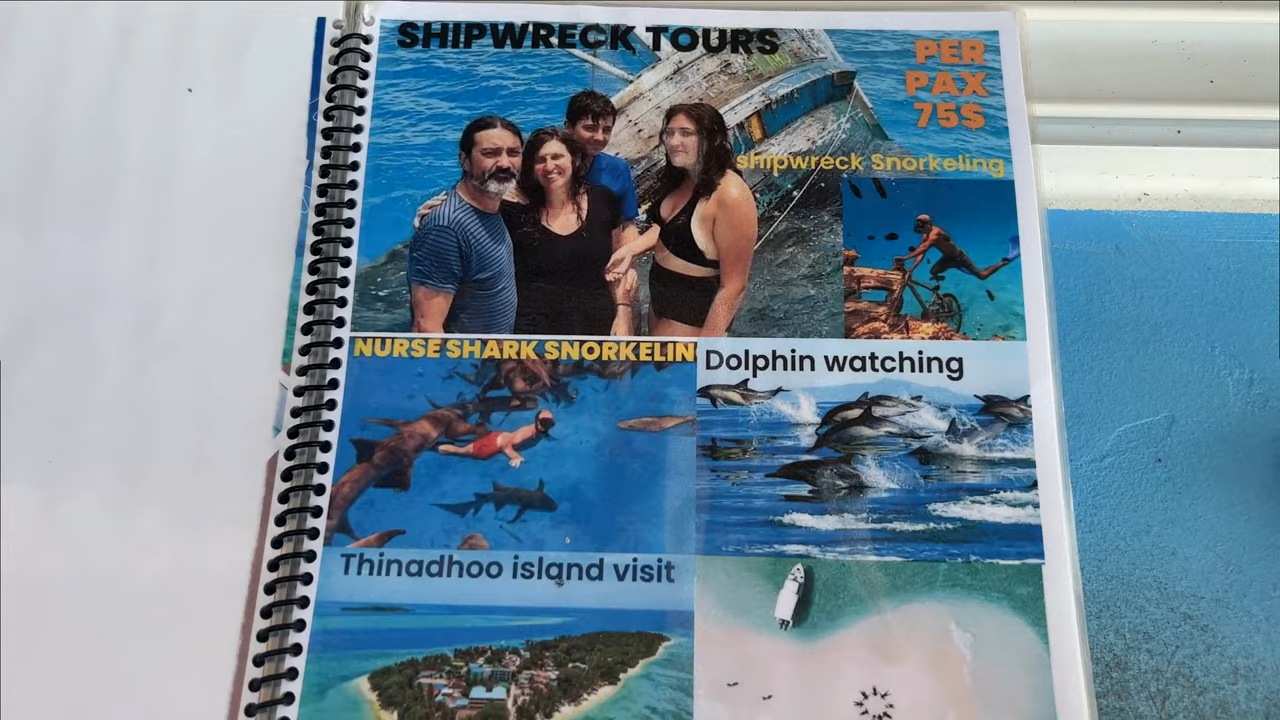 SHIPWRECK TOURS
PER
PAX
75$
shipwreck Snorkeling
NURSE SHARK SNORKELIN
Dolphin watching
Thinadhoo island visit